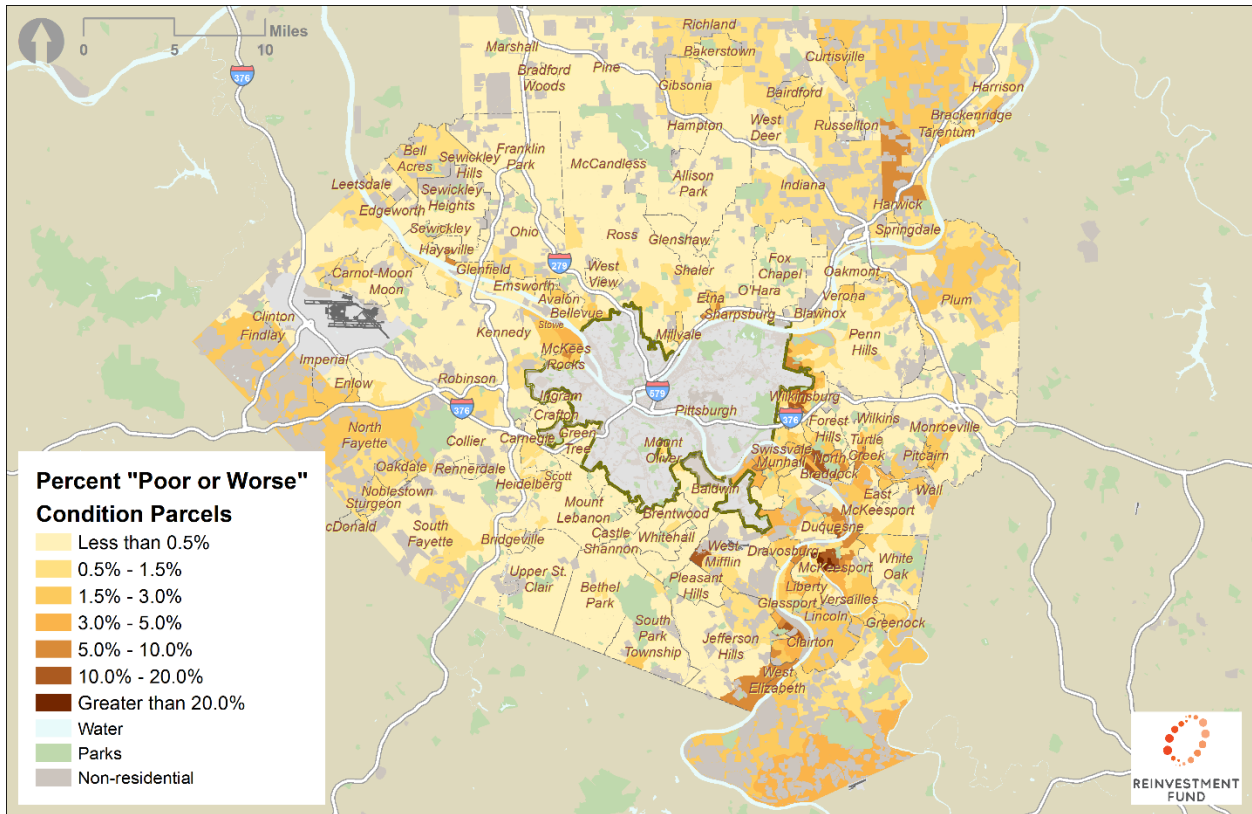 Miles
0 5 10
376
Richland
Marshall
Bakerstown
Curtisville
Bradford
Woods
Pine
Gibsonia
Bairdford
Harrison
Hampton
West
Deer
Russellton
Brackenridge
Tarentum
Bell
Acres
Sewickley
Hills
Franklin
Park
McCandless
Allison
Park
Leetsdale
Sewickley
Heights
Indiana
Edgeworth
Harwick
Sewickley
Ohio
Ross
Glenshaw
Springdale
Haysville
279
West
View
Shaler
Fox
Chapel
Carnot-Moon
Moon
Glenfield
Emsworth
O'Hara
Oakmont
Avalon
Bellevue
Etna
Sharpsburg
Verona
Plum
Clinton
Findlay
Stowe
Blawnox
Kennedy
Millvale
Penn
Hills
McKees
Rocks
Imperial
Enlow
Robinson
579
Ingram
Wilkinsburg
376
Crafton
Pittsburgh
376
Forest
Hills
Wilkins
Monroeville
North
Fayette
Collier
Carnegie
Green
Tree
Mount
Oliver
Swissvale
Turtle
Creek
Munhall
North
Braddock
Pitcairn
Oakdale
Rennerdale
Heidelberg
Scott
Baldwin
East
McKeesport
Wall
Noblestown
Sturgeon
Mount
Lebanon
Brentwood
Duquesne
cDonald
South
Fayette
Bridgeville
Castle
Shannon
Whitehall
West
Mifflin
Dravosburg
McKeesport
White
Oak
Upper St.
Clair
Bethel
Park
Pleasant
Hills
Liberty
Glassport
Versailles
Lincoln
Greenock
South
Park
Township
Jefferson
Hills
Clairton
West
Elizabeth
Percent "Poor or Worse"
Condition Parcels
Less than 0.5%
0.5% - 1.5%
1.5% - 3.0%
3.0% - 5.0%
5.0% - 10.0%
10.0% - 20.0%
Greater than 20.0%
Water
Parks
Non-residential
REINVESTMENT
FUND